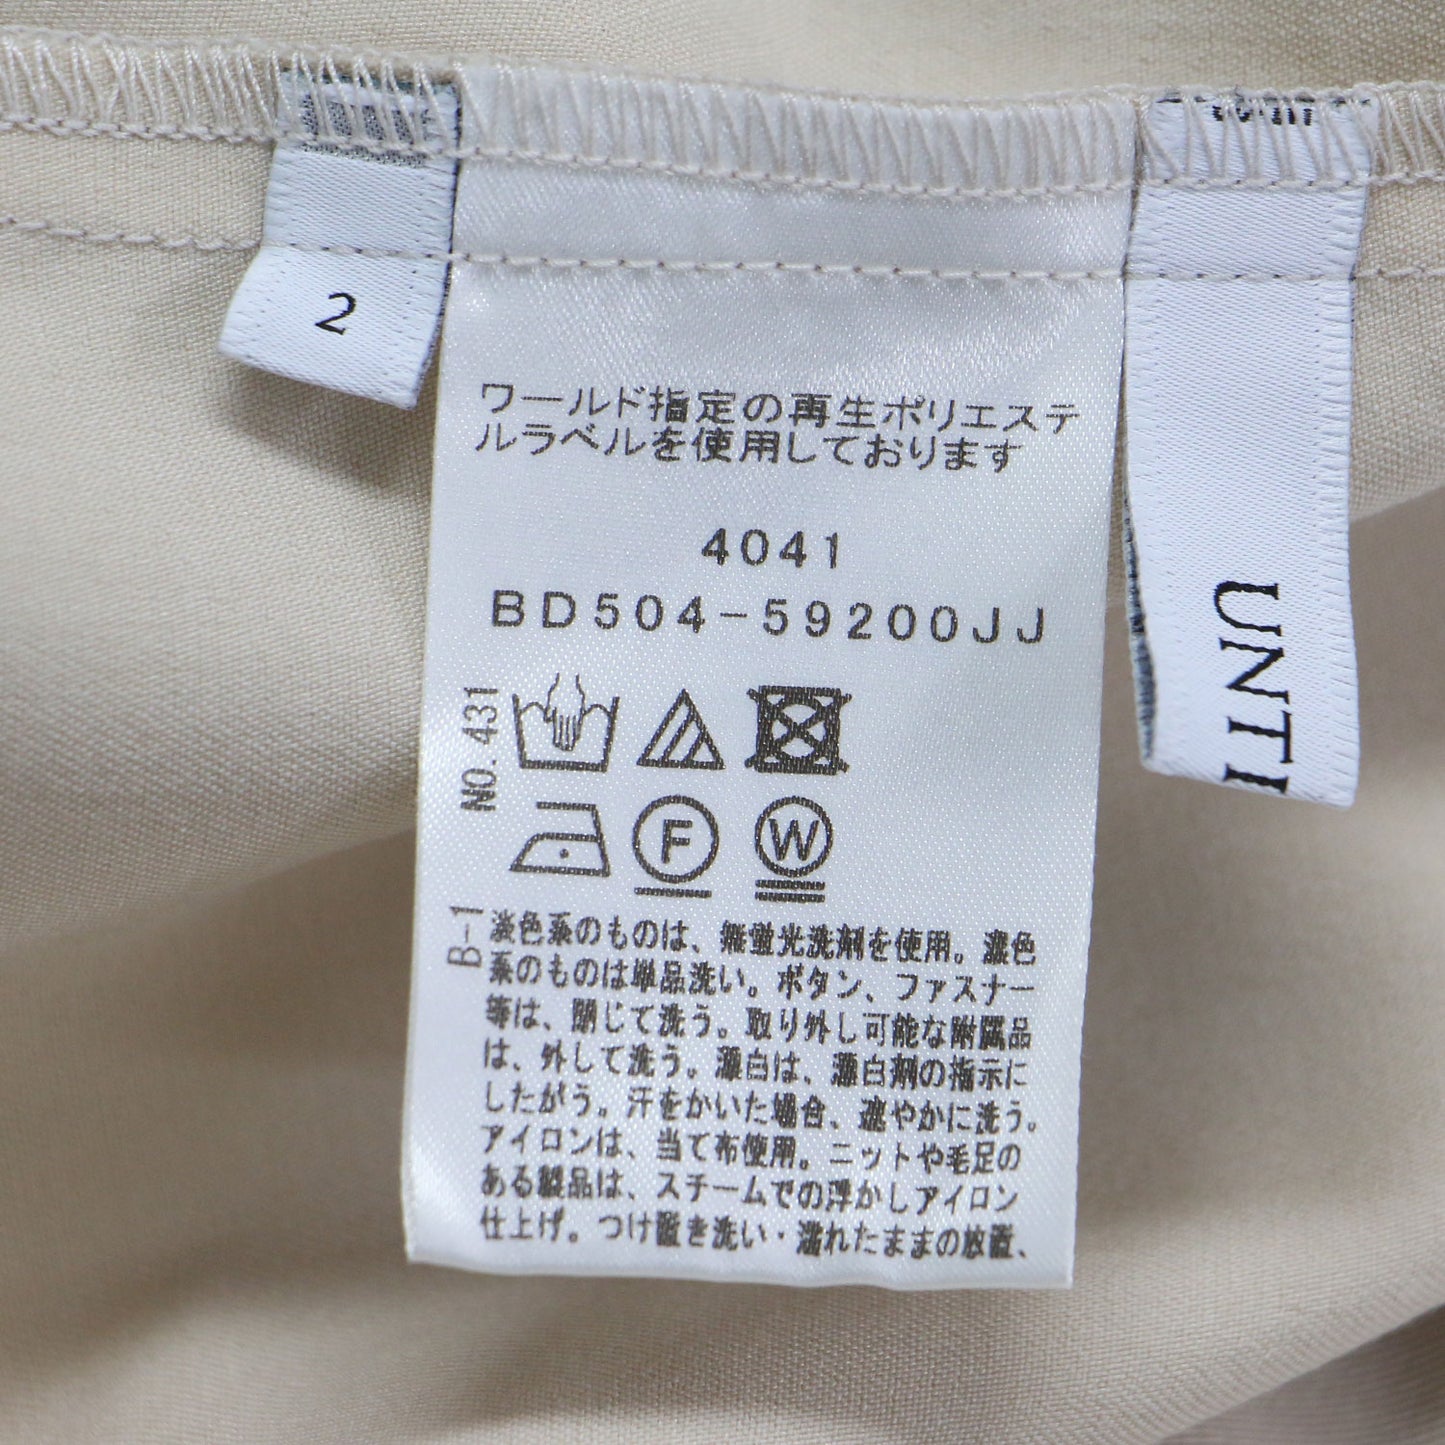 2
ワールド指定の再生ポリエステ
ルラベルを使用しております
4041
BD504-59200JJ
NO.431
F
W
B-1
淡色系のものは、無蛍光洗剤を使用。濃色
系のものは単品洗い。ボタン、ファスナー
等は、閉じて洗う。取り外し可能な附属品
は、外して洗う。漂白は、漂白剤の指示に
したがう。汗をかいた場合、速やかに洗う。
アイロンは、当て布使用。ニットや毛足の
ある製品は、スチームでの浮かしアイロン
仕上げ。つけ置き洗い・濡れたままの放置、
UNTI